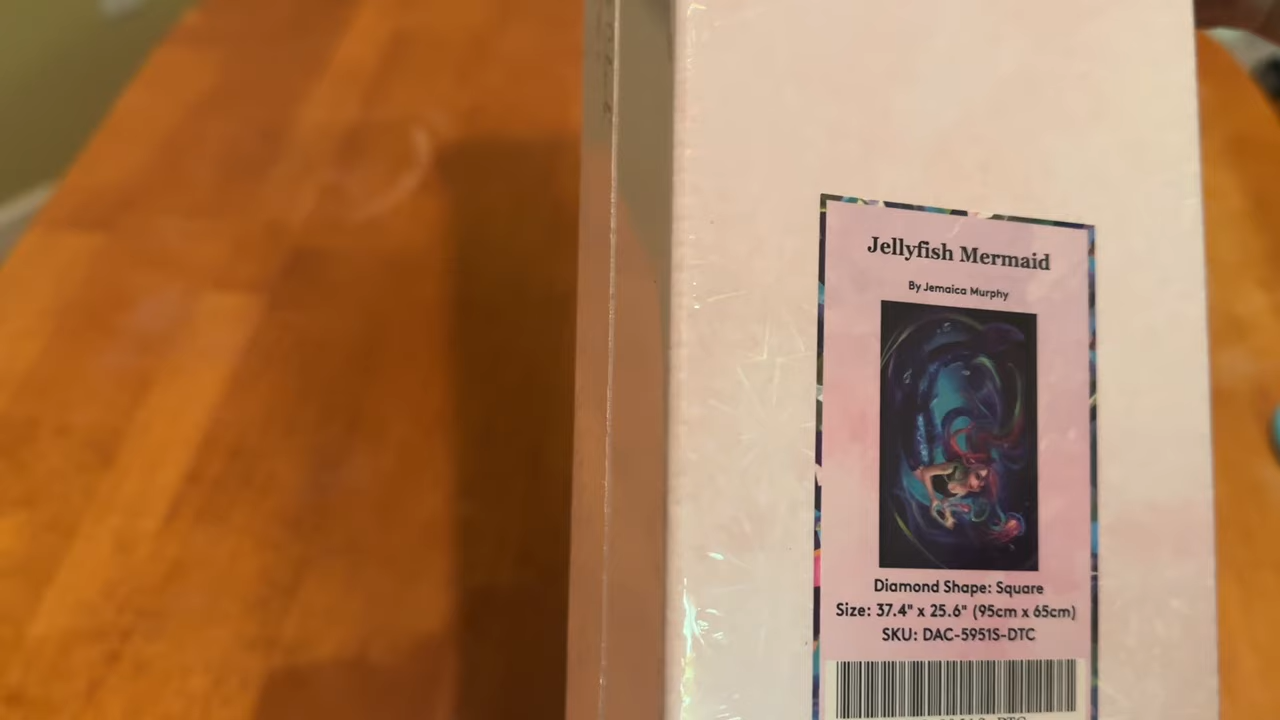 Jellyfish Mermaid
By Jemaica Murphy
Diamond Shape: Square
Size: 37.4" x 25.6" (95cm x 65cm)
SKU: DAC-5951S-DTC